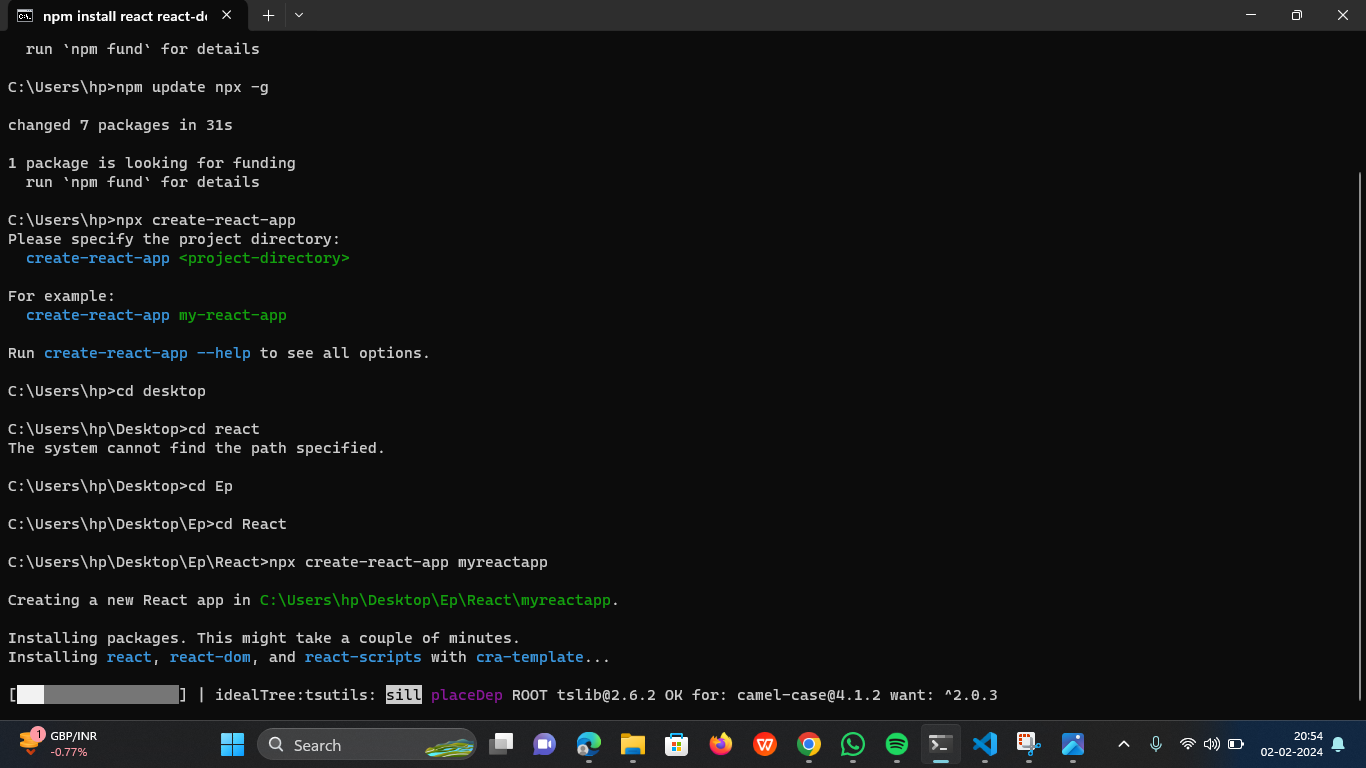 npm install react react-d
run `npm fund` for details
C:\Users\hp>npm update npx -g
changed 7 packages in 31s
1 package is looking for funding
run `npm fund` for details
C:\Users\hp>npx create-react-app
Please specify the project directory:
create-react-app <project-directory>
For example:
create-react-app my-react-app
Run create-react-app --help to see all options.
C:\Users\hp>cd desktop
C:\Users\hp\Desktop>cd react
The system cannot find the path specified.
C:\Users\hp\Desktop>cd Ep
C:\Users\hp\Desktop\Ep>cd React
C:\Users\hp\Desktop\Ep\React>npx create-react-app myreactapp
Creating a new React app in C:\Users\hp\Desktop\Ep\React\myreactapp.
Installing packages. This might take a couple of minutes.
Installing react, react-dom, and react-scripts with cra-template...
[ ] | idealTree:tsutils: sill placeDep ROOT tslib@2.6.2 OK for: camel-case@4.1.2 want: ^2.0.3
1
GBP/INR
-0.77%
Search
20:54
02-02-2024